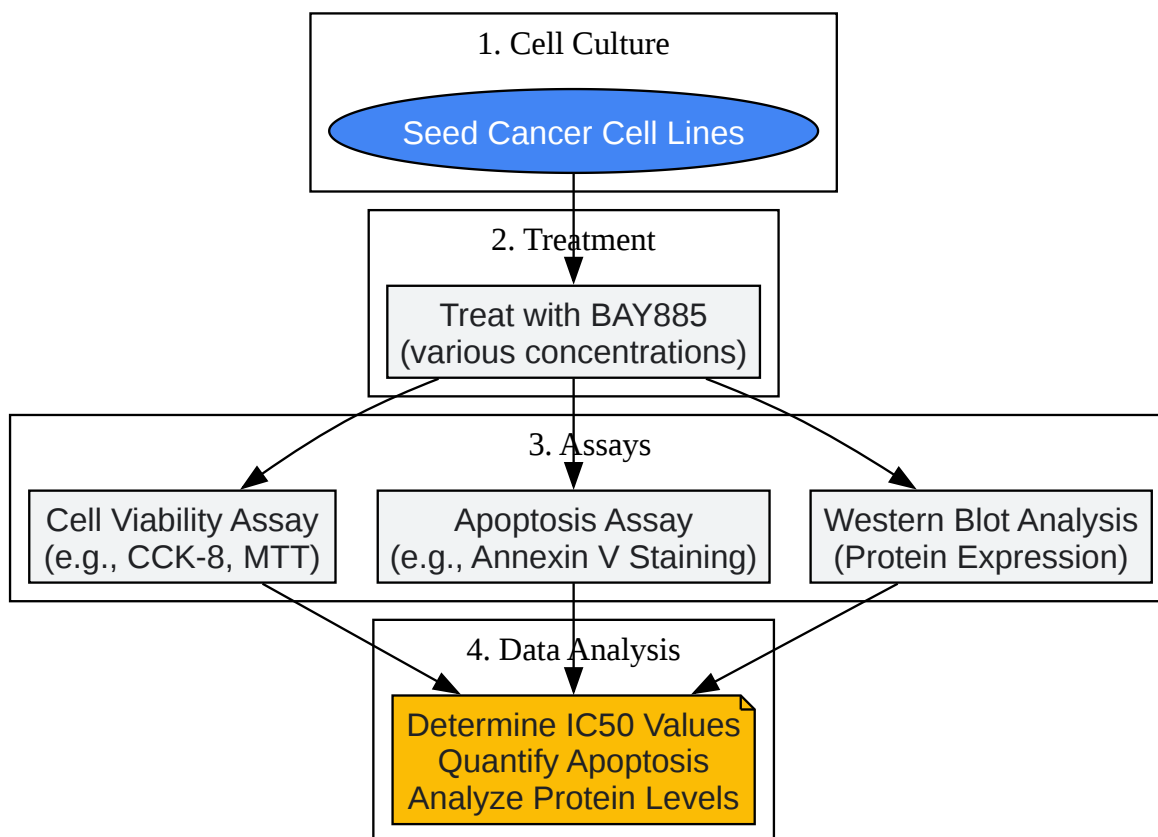 1. Cell Culture
Seed Cancer Cell Lines
2. Treatment
Treat with BAY885
(various concentrations)
3. Assays
Cell Viability Assay
(e.g., CCK-8, MTT)
Apoptosis Assay
(e.g., Annexin V Staining)
Western Blot Analysis
(Protein Expression)
4. Data Analysis
Determine IC50 Values
Quantify Apoptosis
Analyze Protein Levels